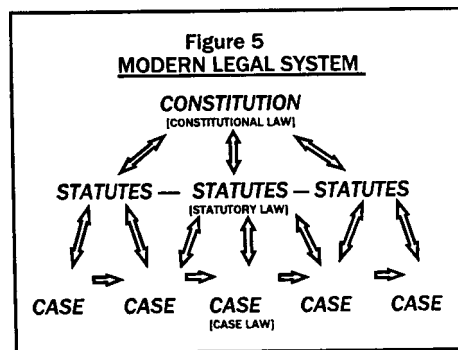 Figure 5
MODERN LEGAL SYSTEM
CONSTITUTION
[CONSTITUTIONAL LAW]
STATUTES — STATUTES – STATUTES
[STATUTORY LAW]
CASE CASE CASE CASE CASE
[CASE LAW]